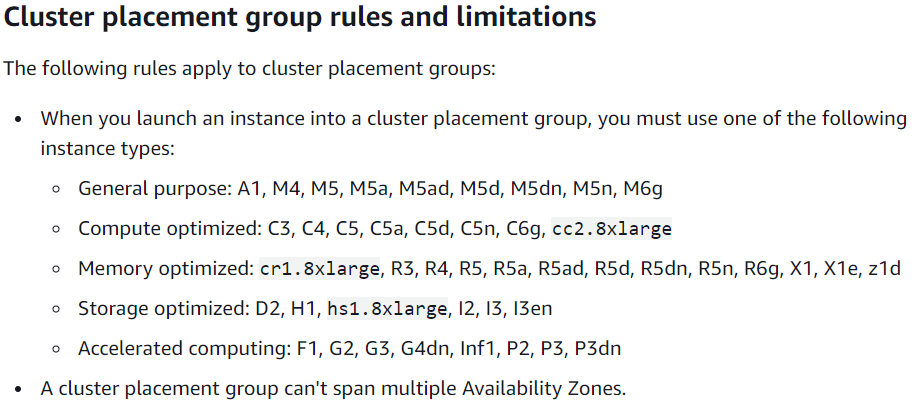 Cluster placement group rules and limitations
The following rules apply to cluster placement groups:
• When you launch an instance into a cluster placement group, you must use one of the following
instance types:
◦ General purpose: A1, M4, M5, M5a, M5ad, M5d, M5dn, M5n, M6g
◦ Compute optimized: C3, C4, C5, C5a, C5d, C5n, C6g, cc2.8xlarge
◦ Memory optimized: cr1.8xlarge, R3, R4, R5, R5a, R5ad, R5d, R5dn, R5n, R6g, X1, X1e, z1d
◦ Storage optimized: D2, H1, hs1.8xlarge, I2, I3, I3en
◦ Accelerated computing: F1, G2, G3, G4dn, Inf1, P2, P3, P3dn
• A cluster placement group can't span multiple Availability Zones.